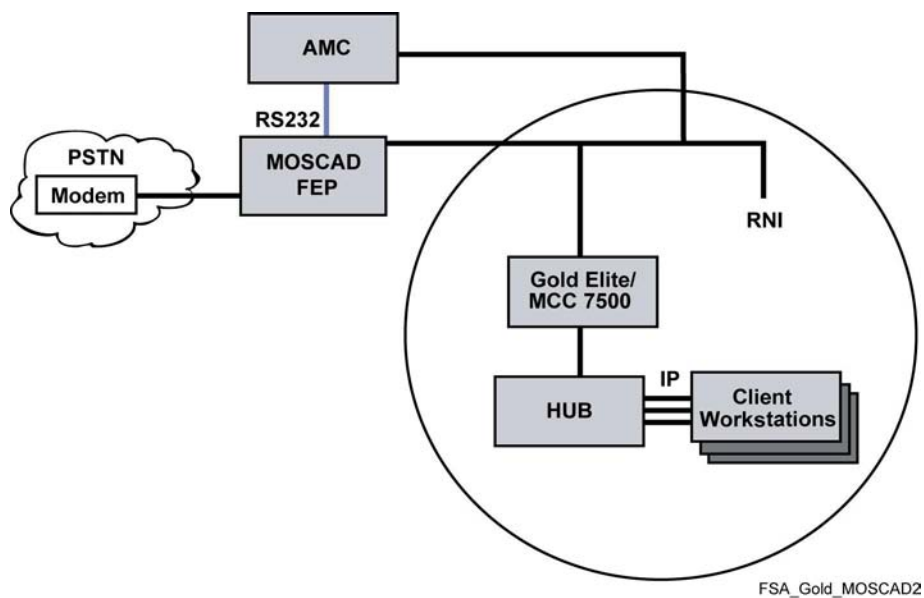 AMC
RS232
PSTN
Modem
MOSCAD
FEP
RNI
Gold Elite/
MCC 7500
HUB
IP
Client
Workstations
FSA_Gold_MOSCAD2